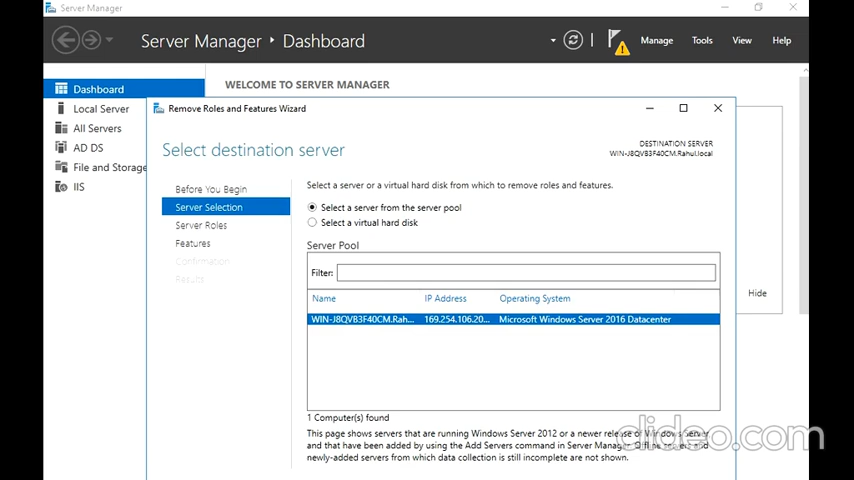 Server Manager
Server Manager ‣ Dashboard
Manage Tools View Help
Dashboard
Local Server
All Servers
AD DS
File and Storage
IIS
WELCOME TO SERVER MANAGER
Hide
Remove Roles and Features Wizard
Select destination server
DESTINATION SERVER
WIN-J8QVB3F40CM.Rahul.local
Before You Begin
Server Selection
Server Roles
Features
Confirmation
Results
Select a server or a virtual hard disk from which to remove roles and features.
Select a server from the server pool
Select a virtual hard disk
Server Pool
Filter:
Name IP Address Operating System
WIN-J8QVB3F40CM.Rah... 169.254.106.20... Microsoft Windows Server 2016 Datacenter
1 Computer(s) found
This page shows servers that are running Windows Server 2012 or a newer release of Windows Server
and that have been added by using the Add Servers command in Server Manager. Offline servers and
newly-added servers from which data collection is still incomplete are not shown.
clideo.com